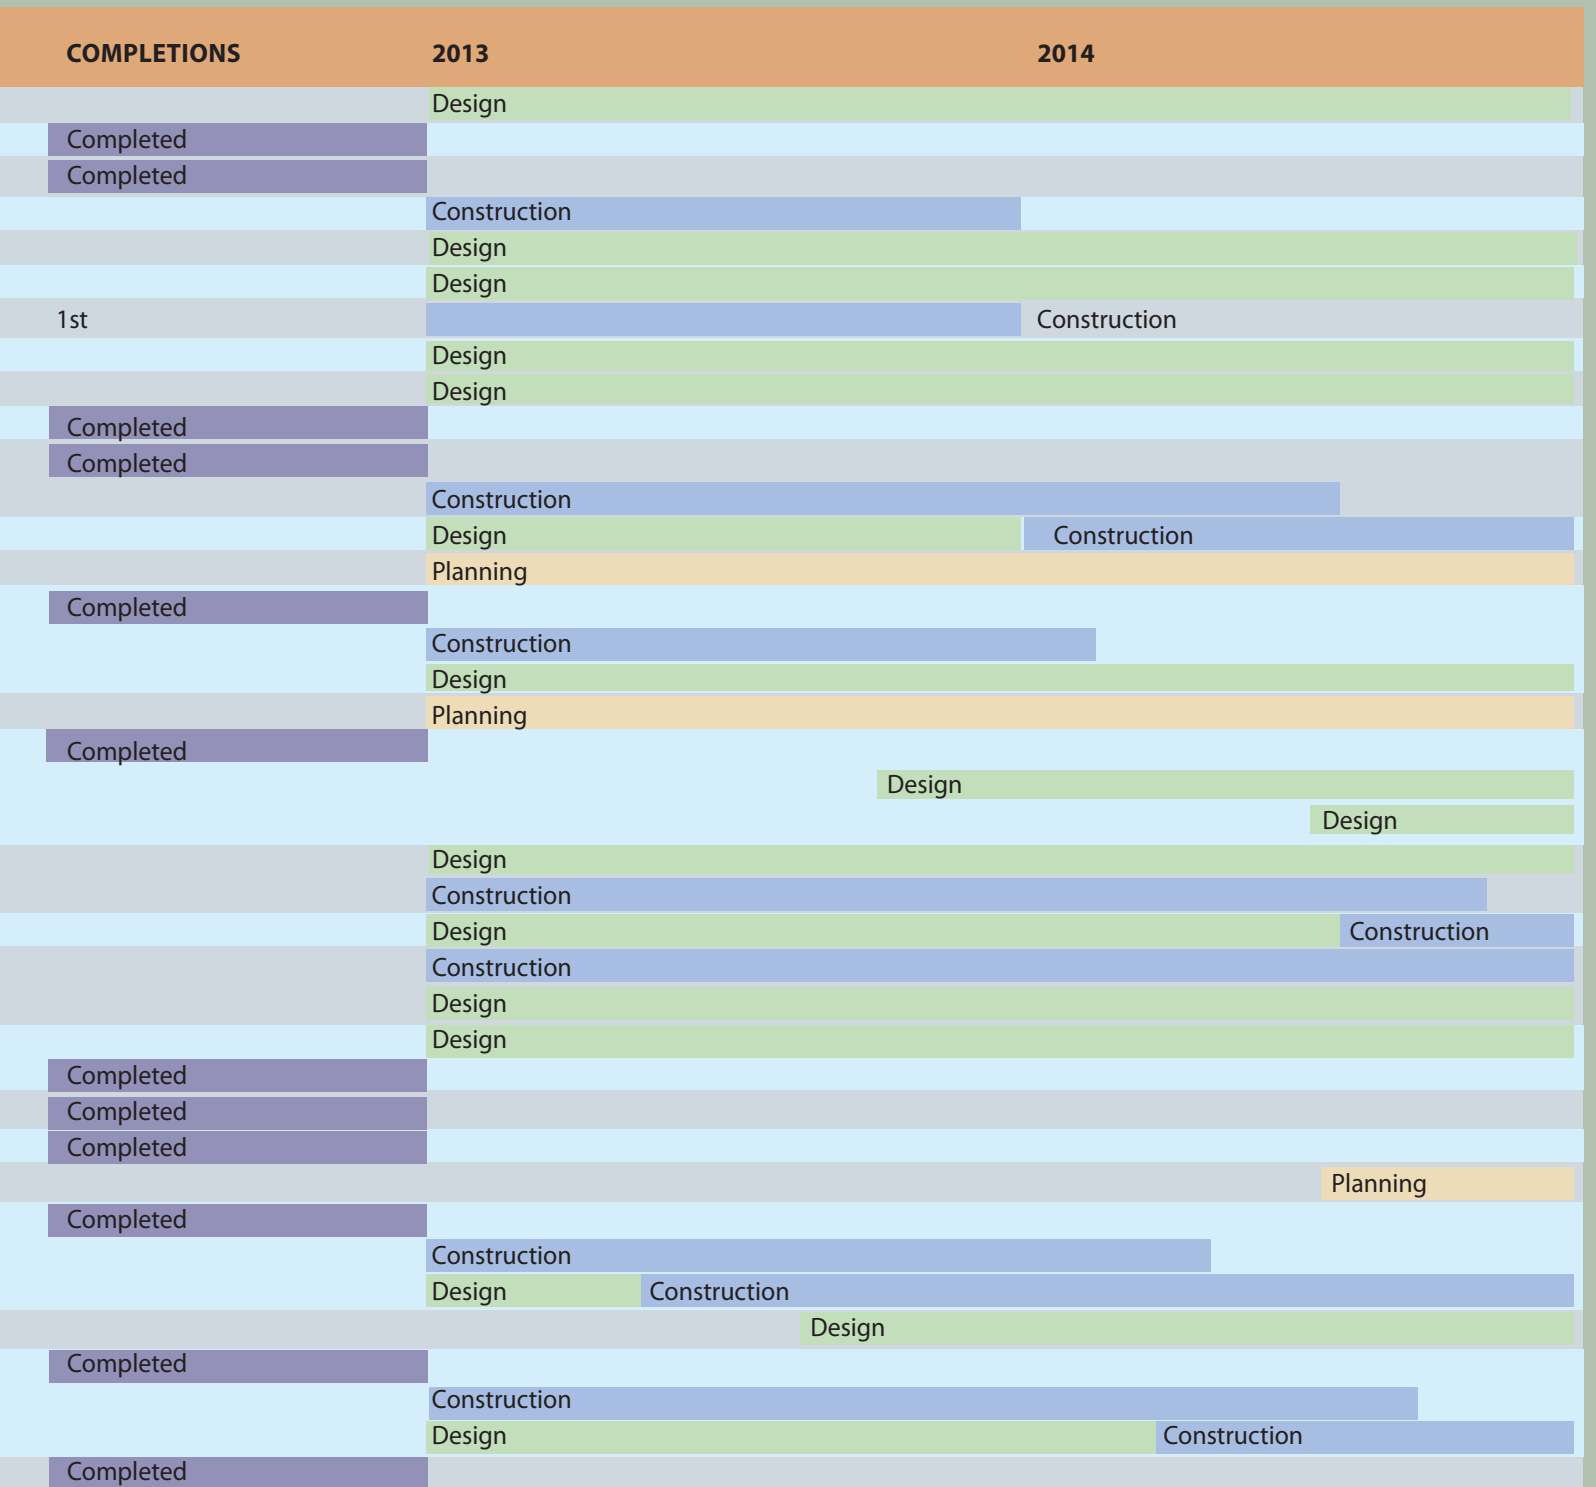 COMPLETIONS 2013 2014
Design
Completed
Completed
Construction
Design
Design
1st Construction
Design
Design
Completed
Completed
Construction
Design Construction
Planning
Completed
Construction
Design
Planning
Completed
Design
Design
Design
Construction
Design Construction
Construction
Design
Design
Completed
Completed
Completed
Planning
Completed
Construction
Design Construction
Design
Completed
Construction
Design Construction
Completed